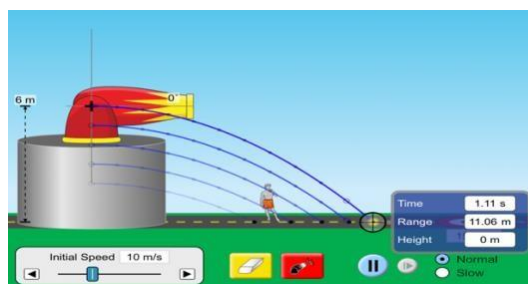 6 m
0°
Time 1.11 s
Range 11.06 m
Height 0 m
Initial Speed 10 m/s
Normal
Slow